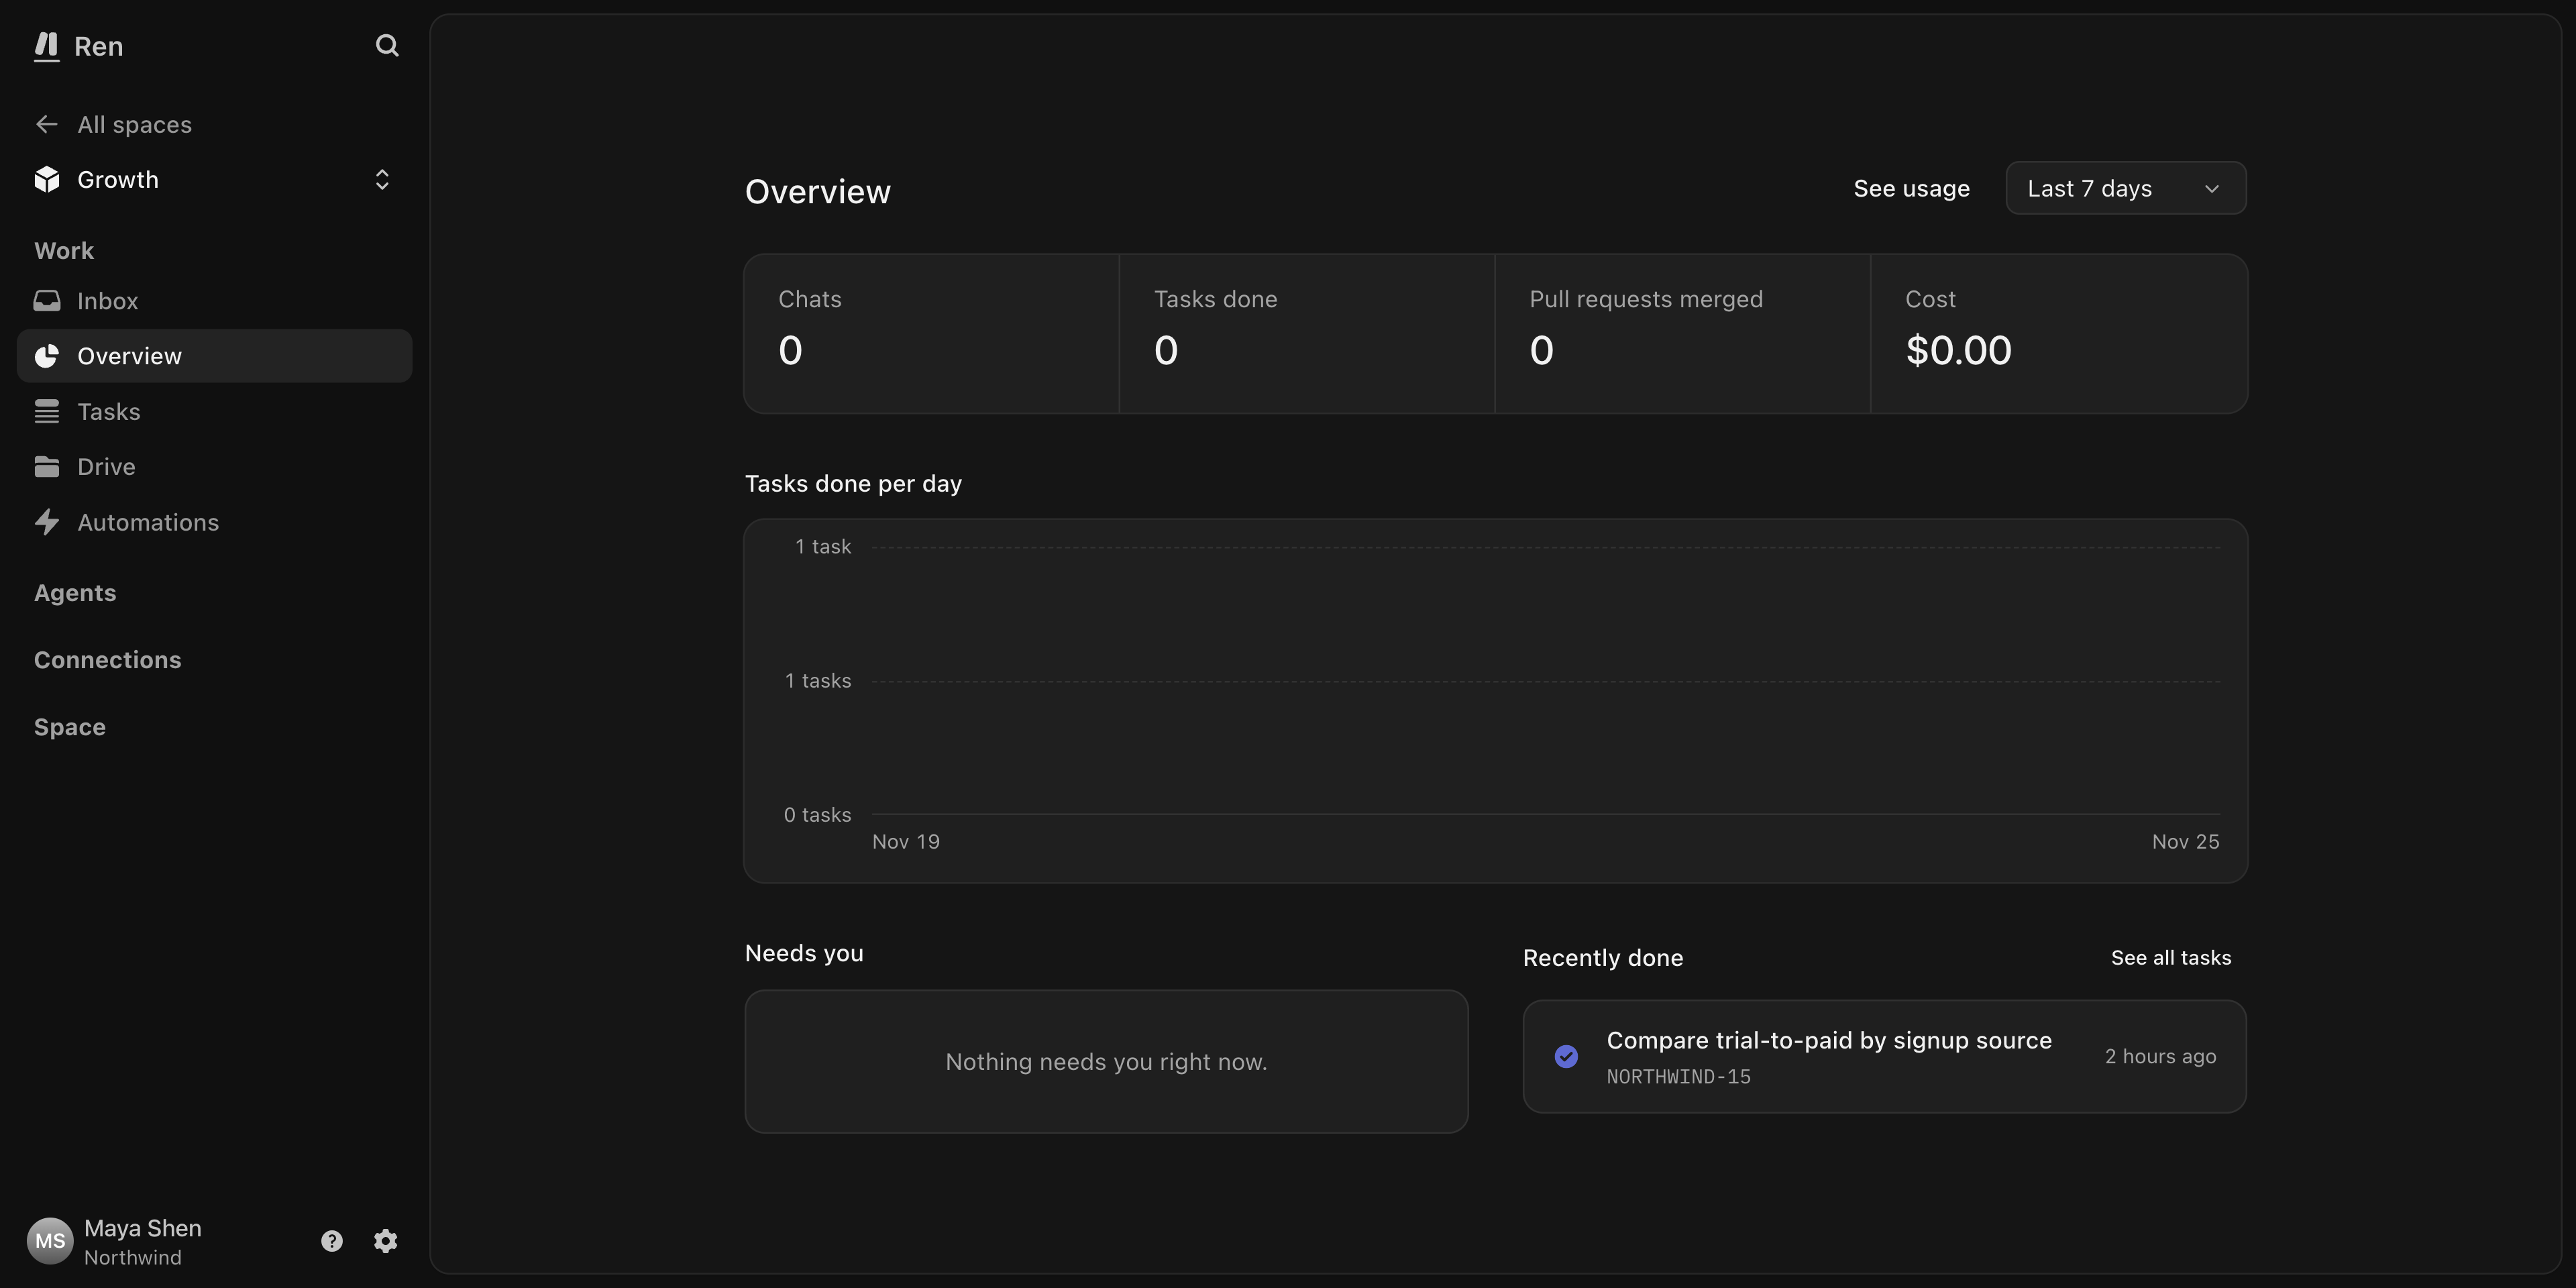 Ren
All spaces
Growth
Work
Inbox
Overview
Tasks
Drive
Automations
Agents
Connections
Space
MS
Maya Shen
Northwind
?
Overview
See usage
Last 7 days
Chats
0
Tasks done
0
Pull requests merged
0
Cost
$0.00
Tasks done per day
1 task
1 tasks
0 tasks
Nov 19
Nov 25
Needs you
Nothing needs you right now.
Recently done
See all tasks
Compare trial-to-paid by signup source
NORTHWIND-15
2 hours ago